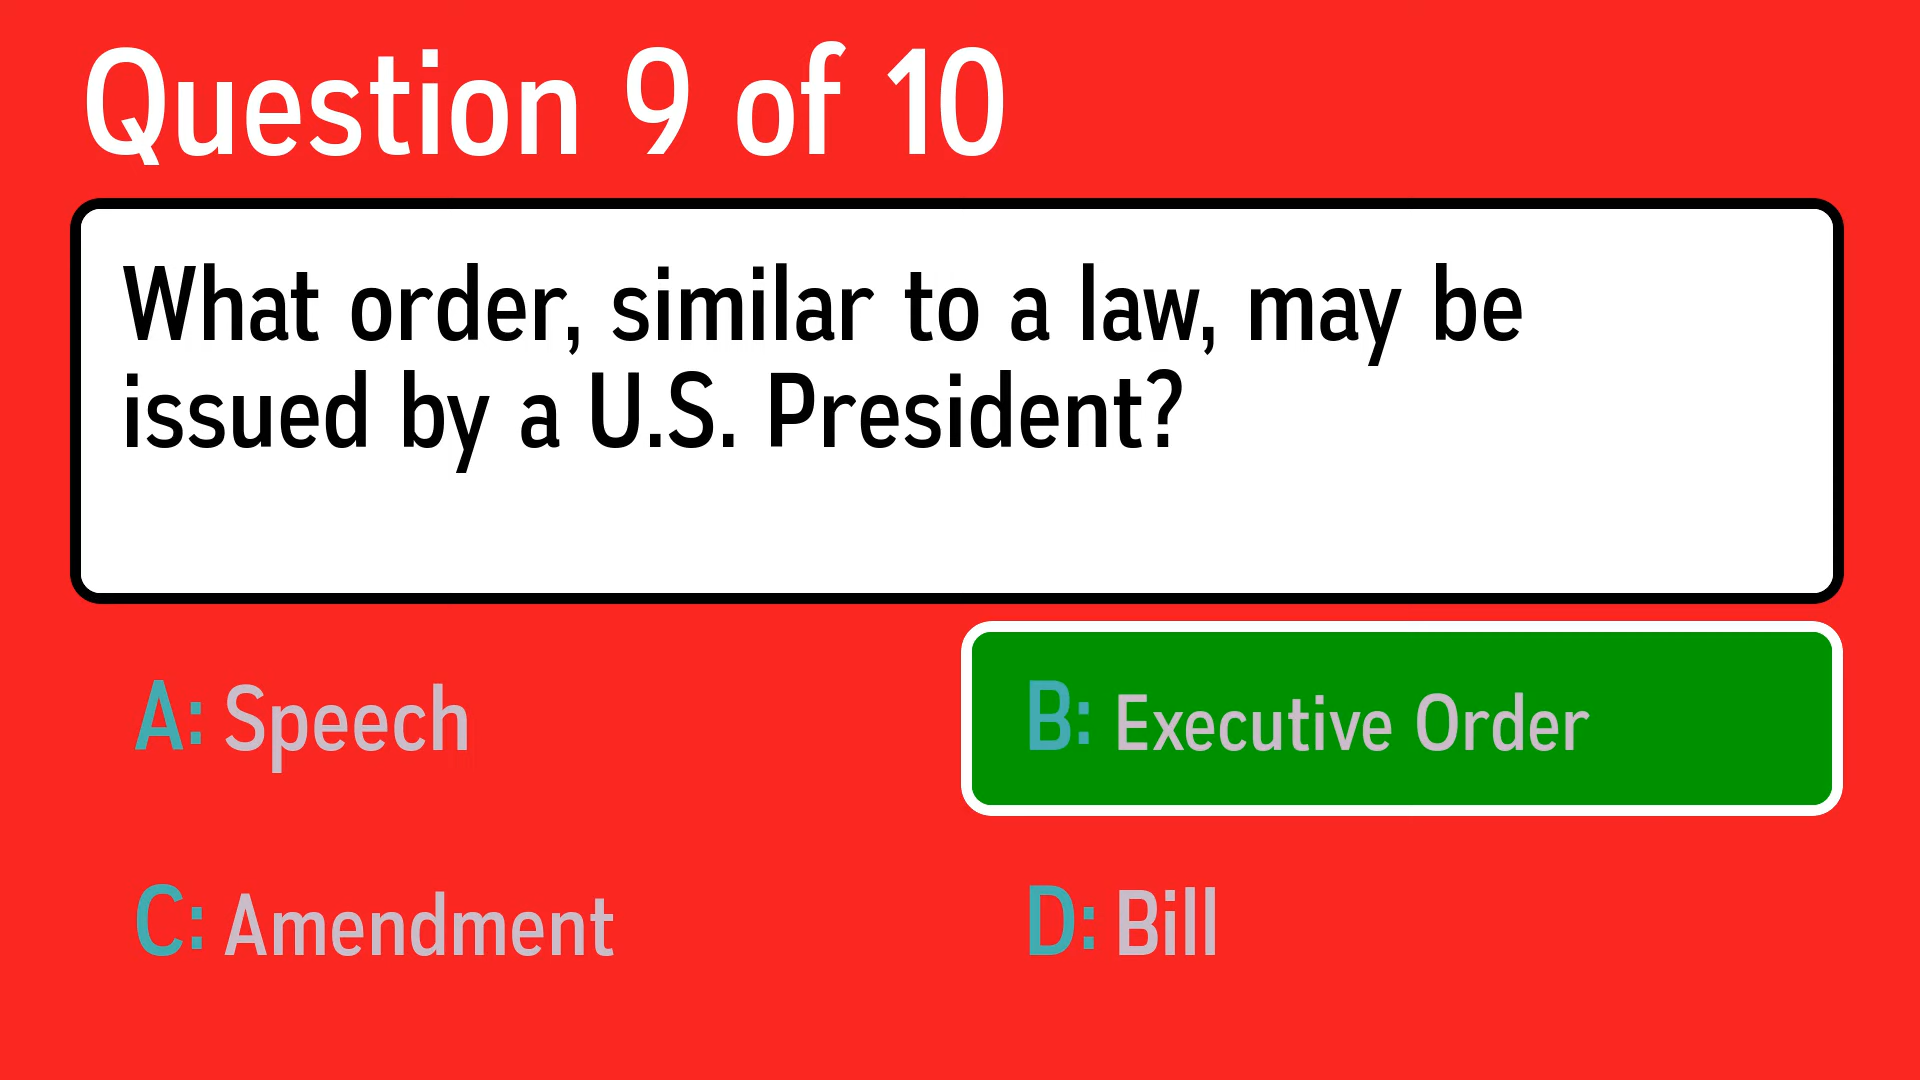 Question 9 of 10
What order, similar to a law, may be
issued by a U.S. President?
A: Speech
B: Executive Order
C: Amendment
D: Bill